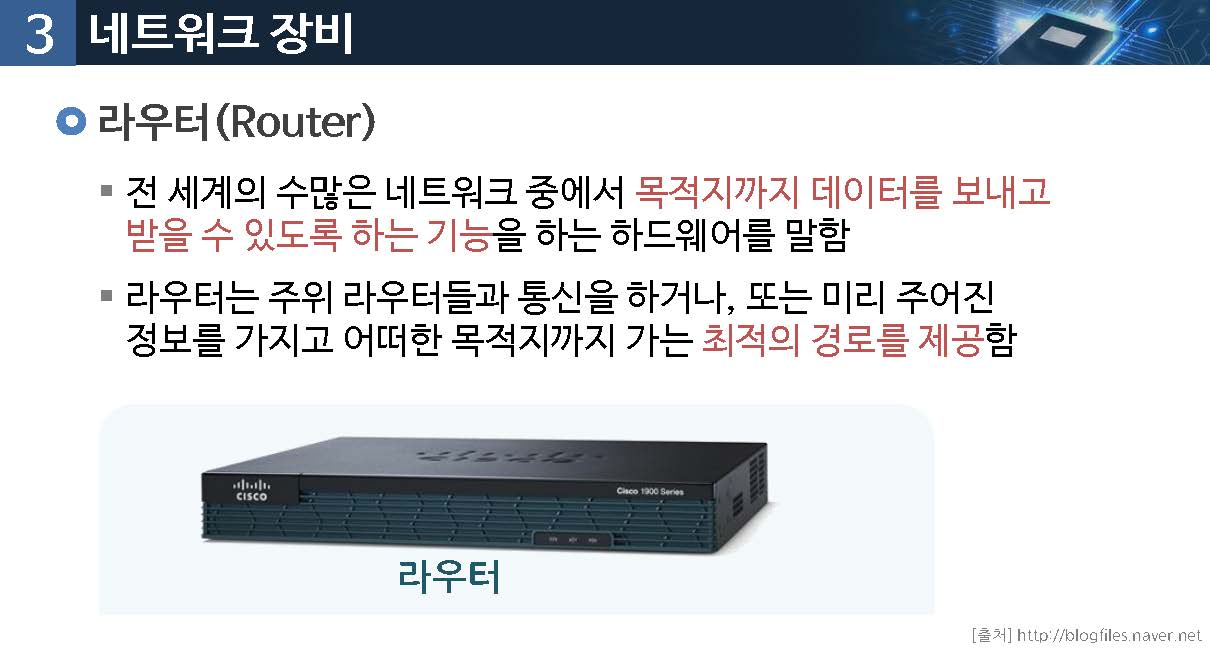 3 네트워크 장비
라우터(Router)
전 세계의 수많은 네트워크 중에서 목적지까지 데이터를 보내고
받을 수 있도록 하는 기능을 하는 하드웨어를 말함
라우터는 주위 라우터들과 통신을 하거나, 또는 미리 주어진
정보를 가지고 어떠한 목적지까지 가는 최적의 경로를 제공함
CISCO
Cisco 1900 Series
라우터
[출처] http://blogfiles.naver.net